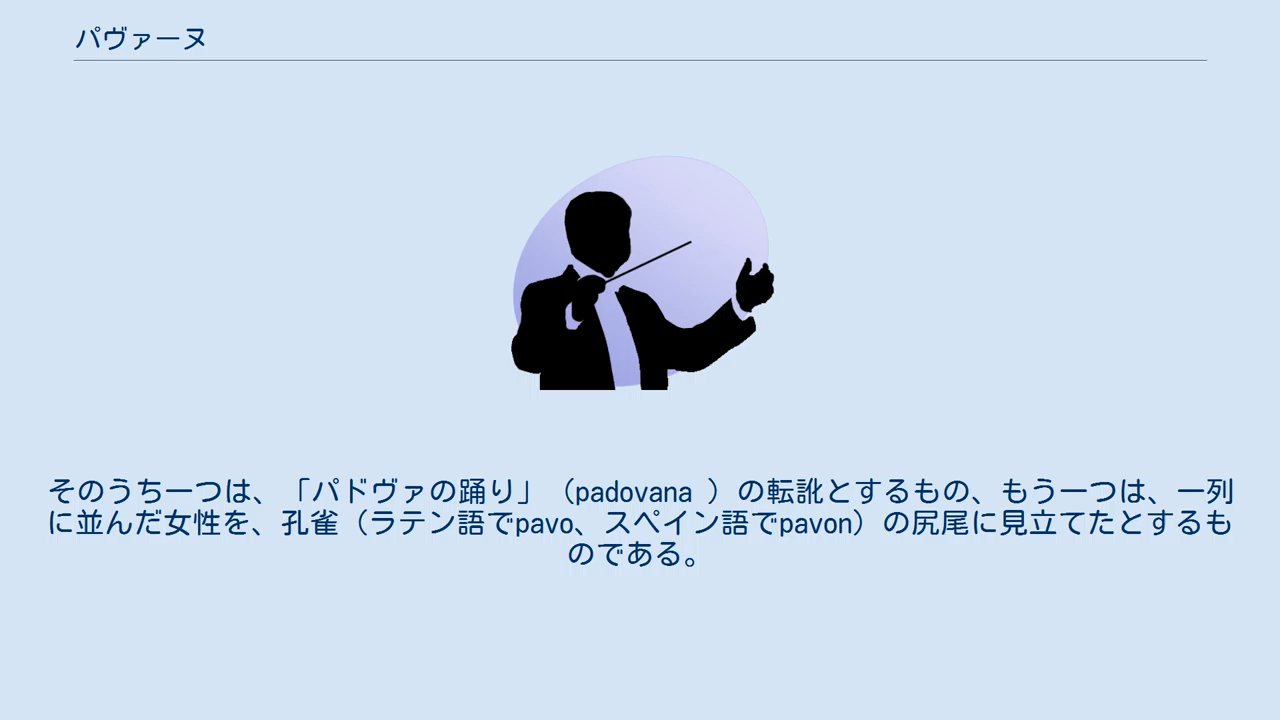 パヴァーヌ
そのうち一つは、「パドヴァの踊り」（padovana ）の転訛とするもの、もう一つは、一列
に並んだ女性を、孔雀（ラテン語でpavo、スペイン語でpavon）の尻尾に見立てたとするも
のである。